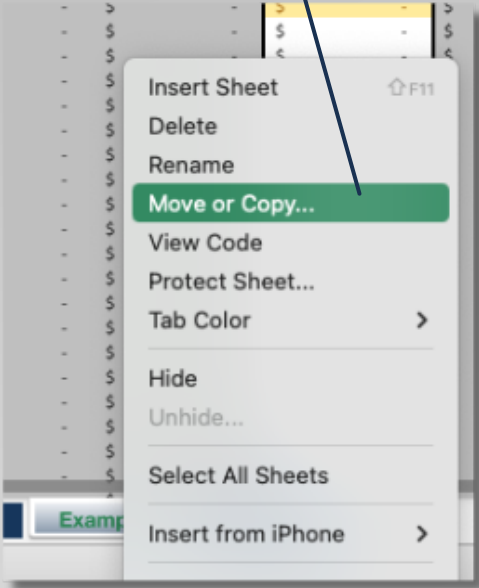 Insert Sheet ⇧F11
Delete
Rename
Move or Copy...
View Code
Protect Sheet...
Tab Color
Hide
Unhide...
Select All Sheets
Examp
Insert from iPhone